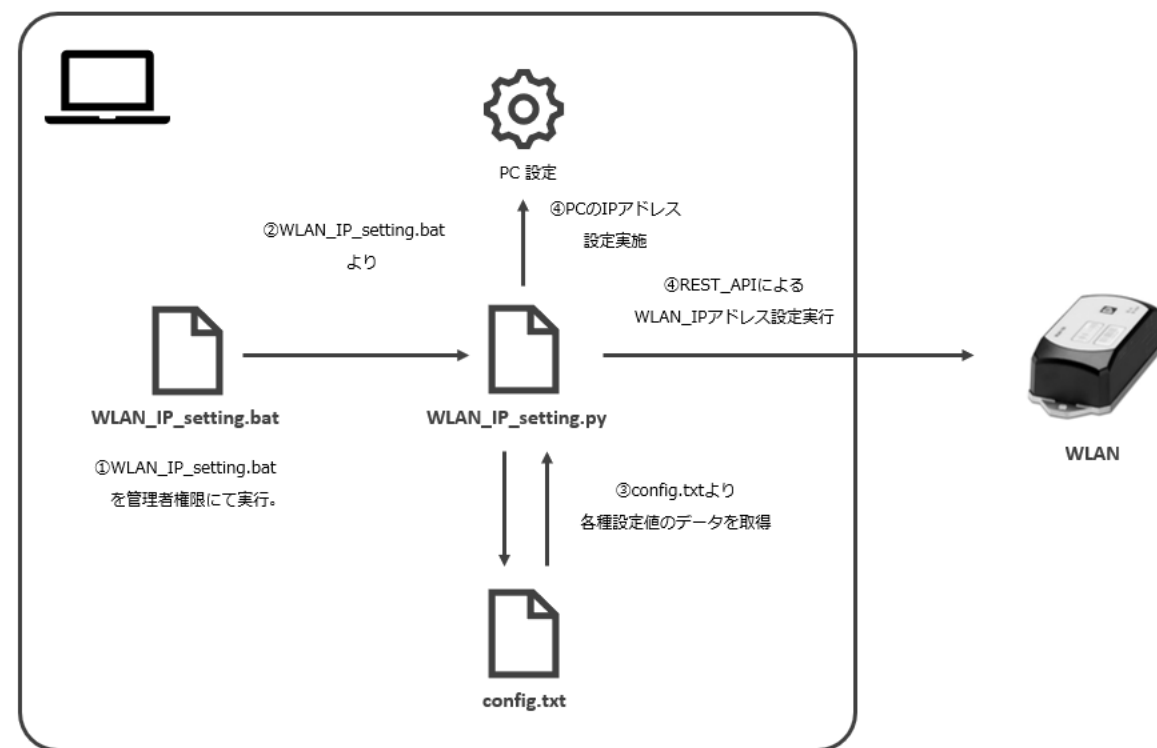 PC 設定
④PCのIPアドレス
設定実施
②WLAN_IP_setting.bat
より
④REST_APIによる
WLAN_IPアドレス設定実行
WLAN_IP_setting.bat
WLAN_IP_setting.py
WLAN
①WLAN_IP_setting.bat
を管理者権限にて実行。
③config.txtより
各種設定値のデータを取得
config.txt